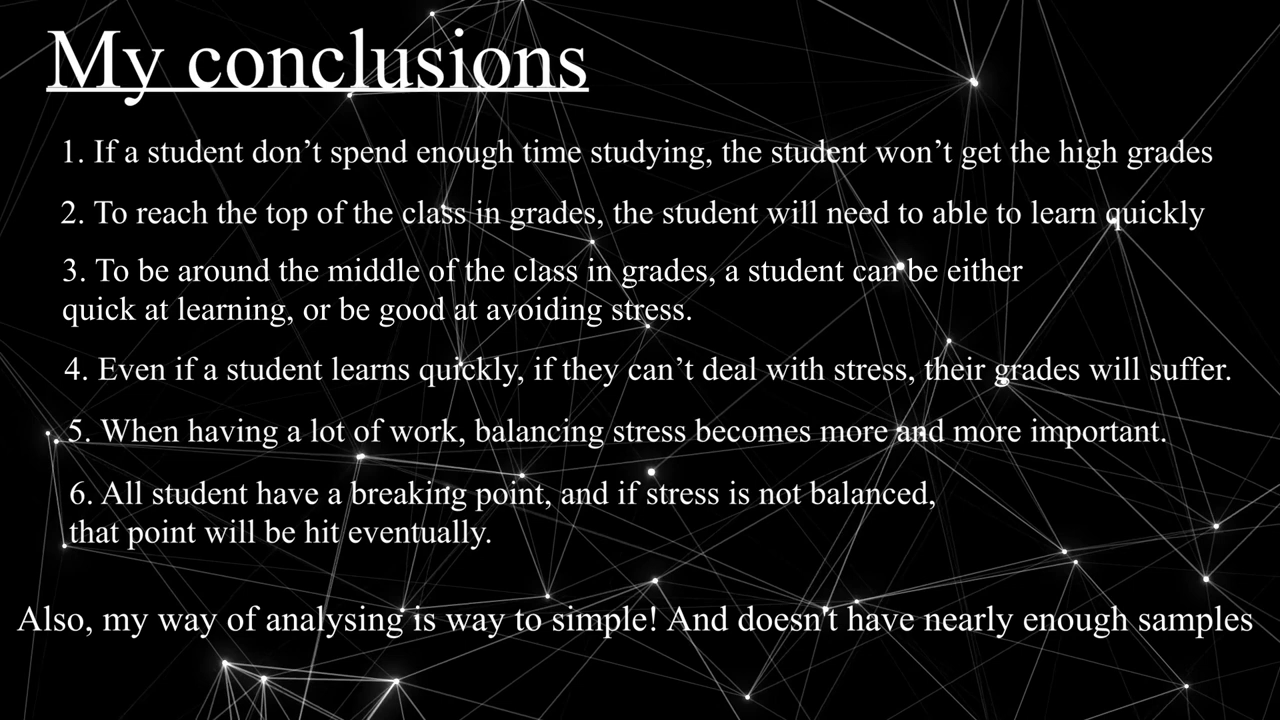 My conclusions
1. If a student don’t spend enough time studying, the student won’t get the high grades
2. To reach the top of the class in grades, the student will need to able to learn quickly
3. To be around the middle of the class in grades, a student can be either
quick at learning, or be good at avoiding stress.
4. Even if a student learns quickly, if they can’t deal with stress, their grades will suffer.
5. When having a lot of work, balancing stress becomes more and more important.
6. All student have a breaking point, and if stress is not balanced,
that point will be hit eventually.
Also, my way of analysing is way to simple! And doesn't have nearly enough samples